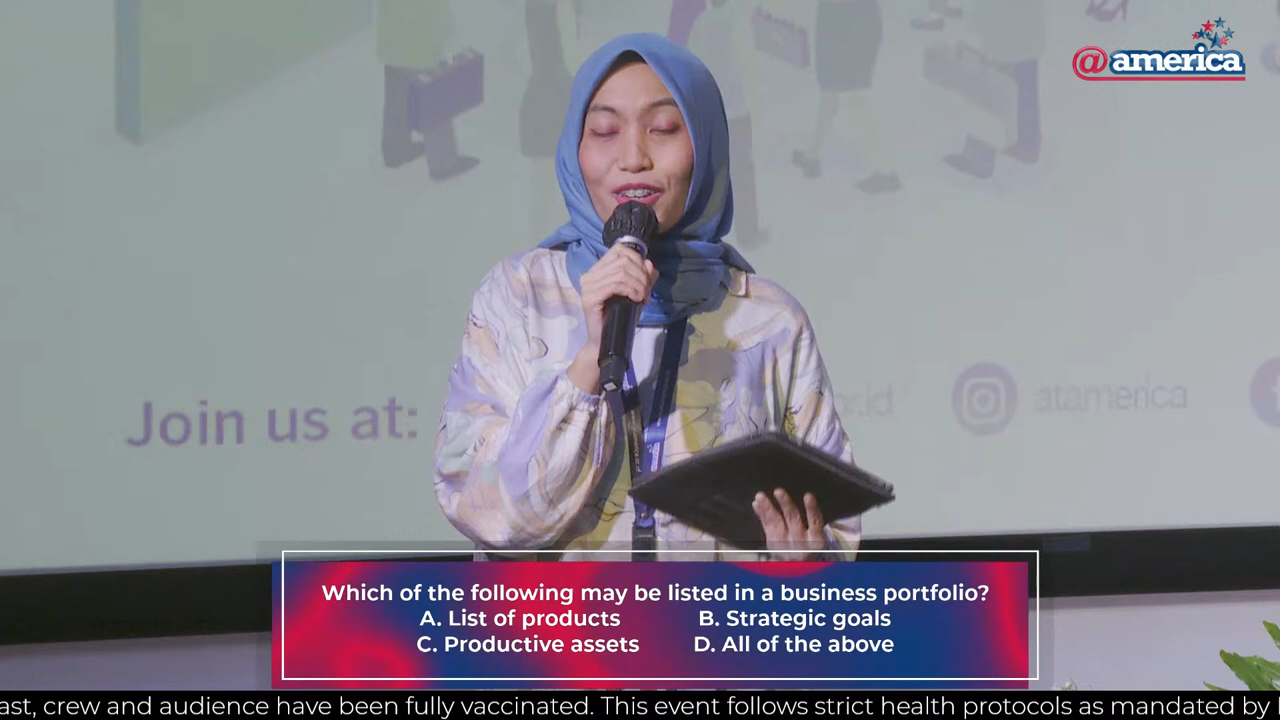 @america
Join us at:
or.id
atamerica
Which of the following may be listed in a business portfolio?
A. List of products
B. Strategic goals
C. Productive assets
D. All of the above
ast, crew and audience have been fully vaccinated. This event follows strict health protocols as mandated by